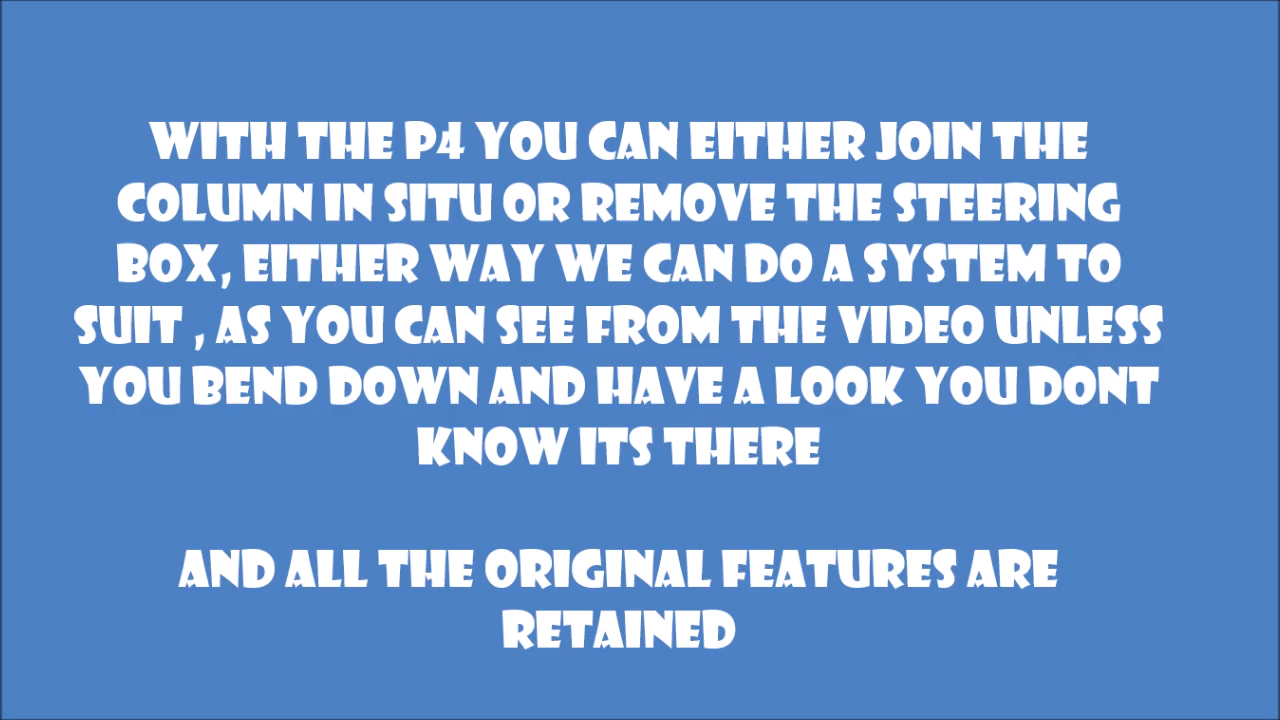 WITH THE P4 YOU CAN EITHER JOIN THE
COLUMN IN SITU OR REMOVE THE STEERING
BOX, EITHER WAY WE CAN DO A SYSTEM TO
SUIT , AS YOU CAN SEE FROM THE VIDEO UNLESS
YOU BEND DOWN AND HAVE A LOOK YOU DONT
KNOW ITS THERE
AND ALL THE ORIGINAL FEATURES ARE
RETAINED